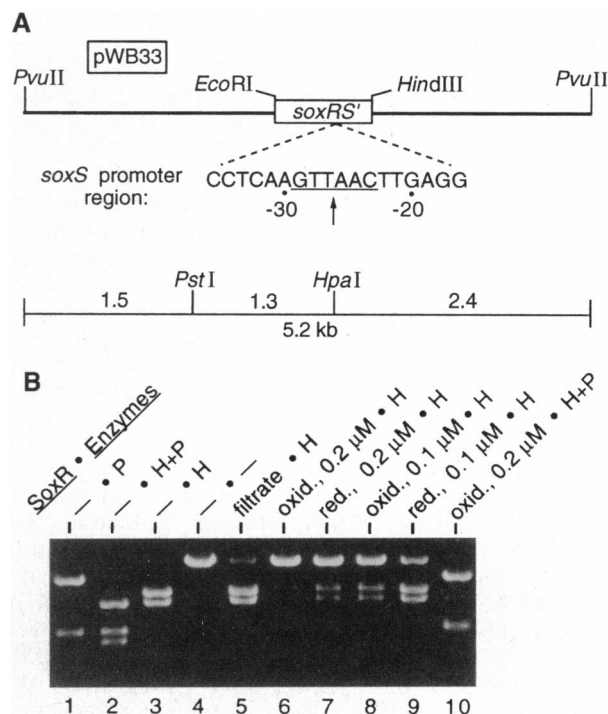 A
pWB33
PvuII
EcoRI
HindIII
PvuII
soxRS'
soxS promoter
region:
CCTCAAGTTAACTTGAGG
-30
-20
PstI
HpaI
1.5
1.3
2.4
5.2 kb
B
SoxR • Enzymes
— • P
— • H+P
— • H
— • —
filtrate • H
oxid., 0.2 μM • H
red., 0.2 μM • H
oxid., 0.1 μM • H
red., 0.1 μM • H
oxid., 0.2 μM • H+P
1 2 3 4 5 6 7 8 9 10